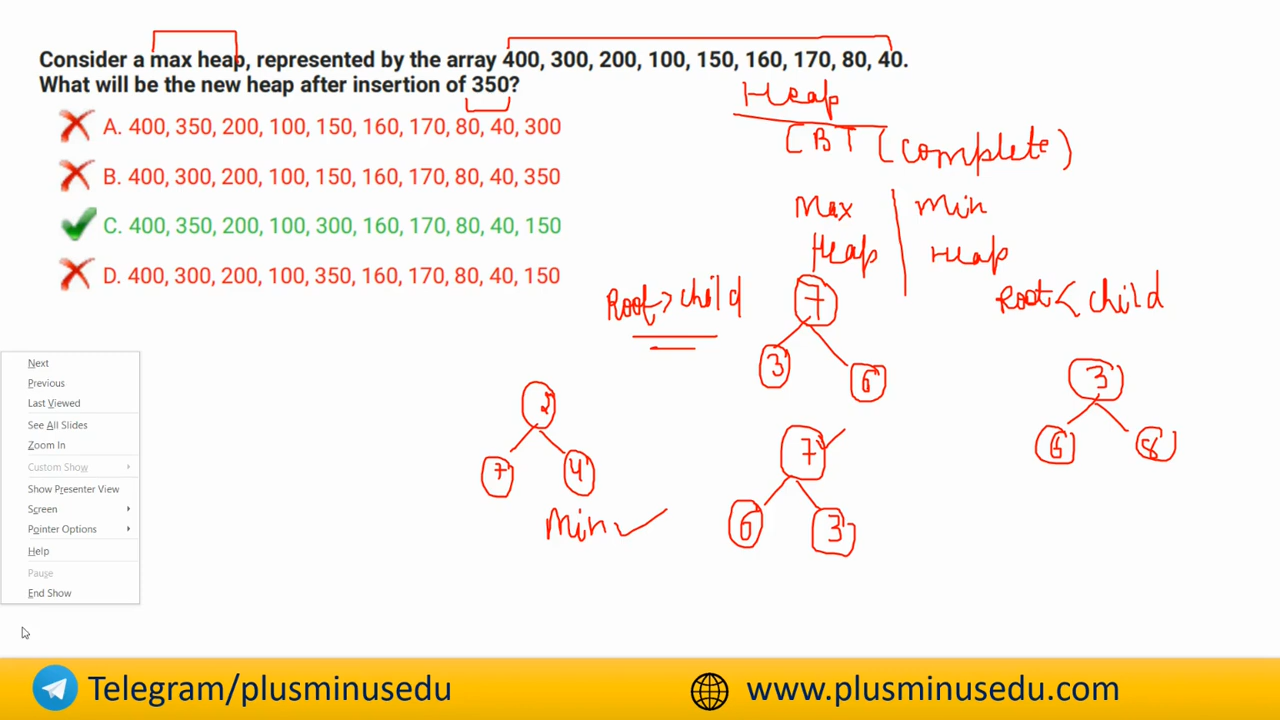 Consider a max heap, represented by the array 400, 300, 200, 100, 150, 160, 170, 80, 40.
What will be the new heap after insertion of 350?
A. 400, 350, 200, 100, 150, 160, 170, 80, 40, 300
B. 400, 300, 200, 100, 150, 160, 170, 80, 40, 350
C. 400, 350, 200, 100, 300, 160, 170, 80, 40, 150
D. 400, 300, 200, 100, 350, 160, 170, 80, 40, 150
Heap
CBT (complete)
Max
Heap
Min
Heap
Root > child
Root < child
7
3
6
3
6
8
2
7
4
Min
7
6
3
Next
Previous
Last Viewed
See All Slides
Zoom In
Custom Show
Show Presenter View
Screen
Pointer Options
Help
Pause
End Show
Telegram/plusminusedu
www.plusminusedu.com